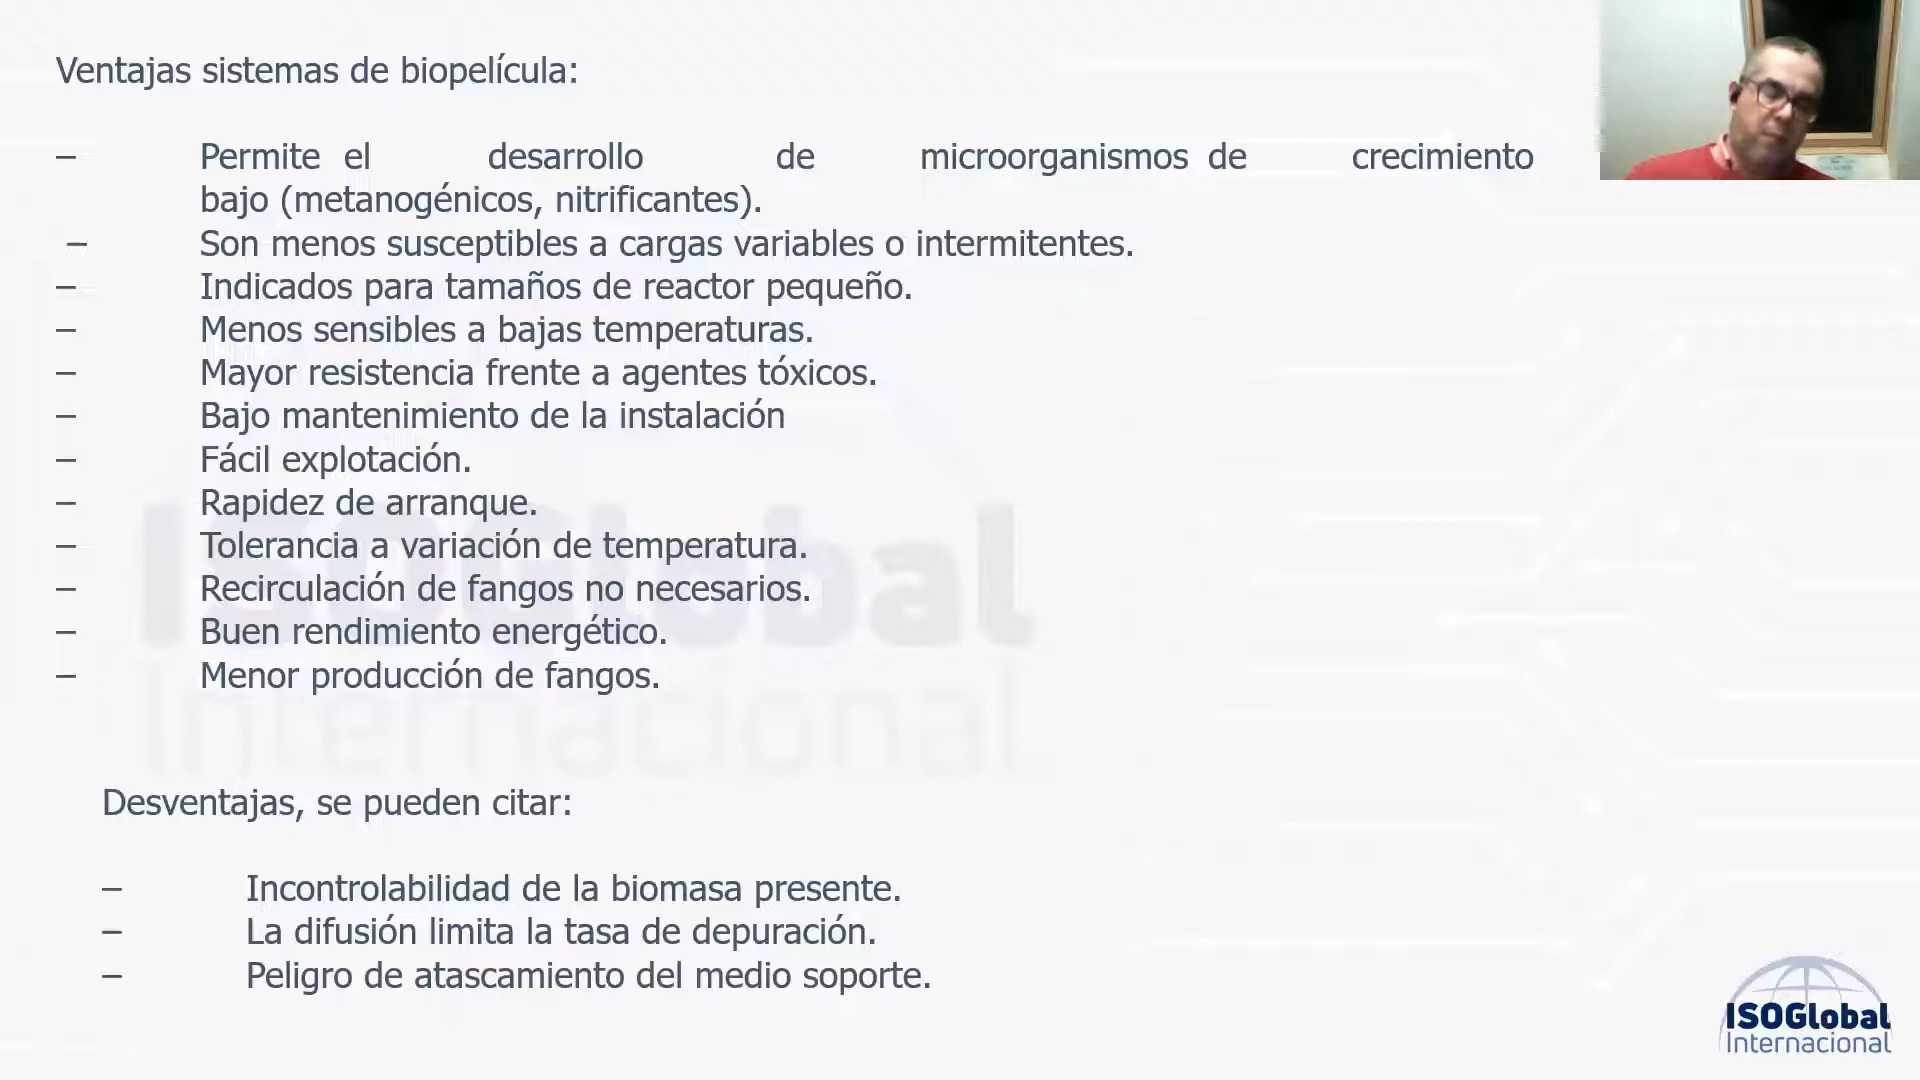 Ventajas sistemas de biopelícula:
– Permite el desarrollo de microorganismos de crecimiento
bajo (metanogénicos, nitrificantes).
– Son menos susceptibles a cargas variables o intermitentes.
– Indicados para tamaños de reactor pequeño.
– Menos sensibles a bajas temperaturas.
– Mayor resistencia frente a agentes tóxicos.
– Bajo mantenimiento de la instalación
– Fácil explotación.
– Rapidez de arranque.
– Tolerancia a variación de temperatura.
– Recirculación de fangos no necesarios.
– Buen rendimiento energético.
– Menor producción de fangos.
ISOGlobal
Internacional
Desventajas, se pueden citar:
– Incontrolabilidad de la biomasa presente.
– La difusión limita la tasa de depuración.
– Peligro de atascamiento del medio soporte.
ISOGlobal
Internacional